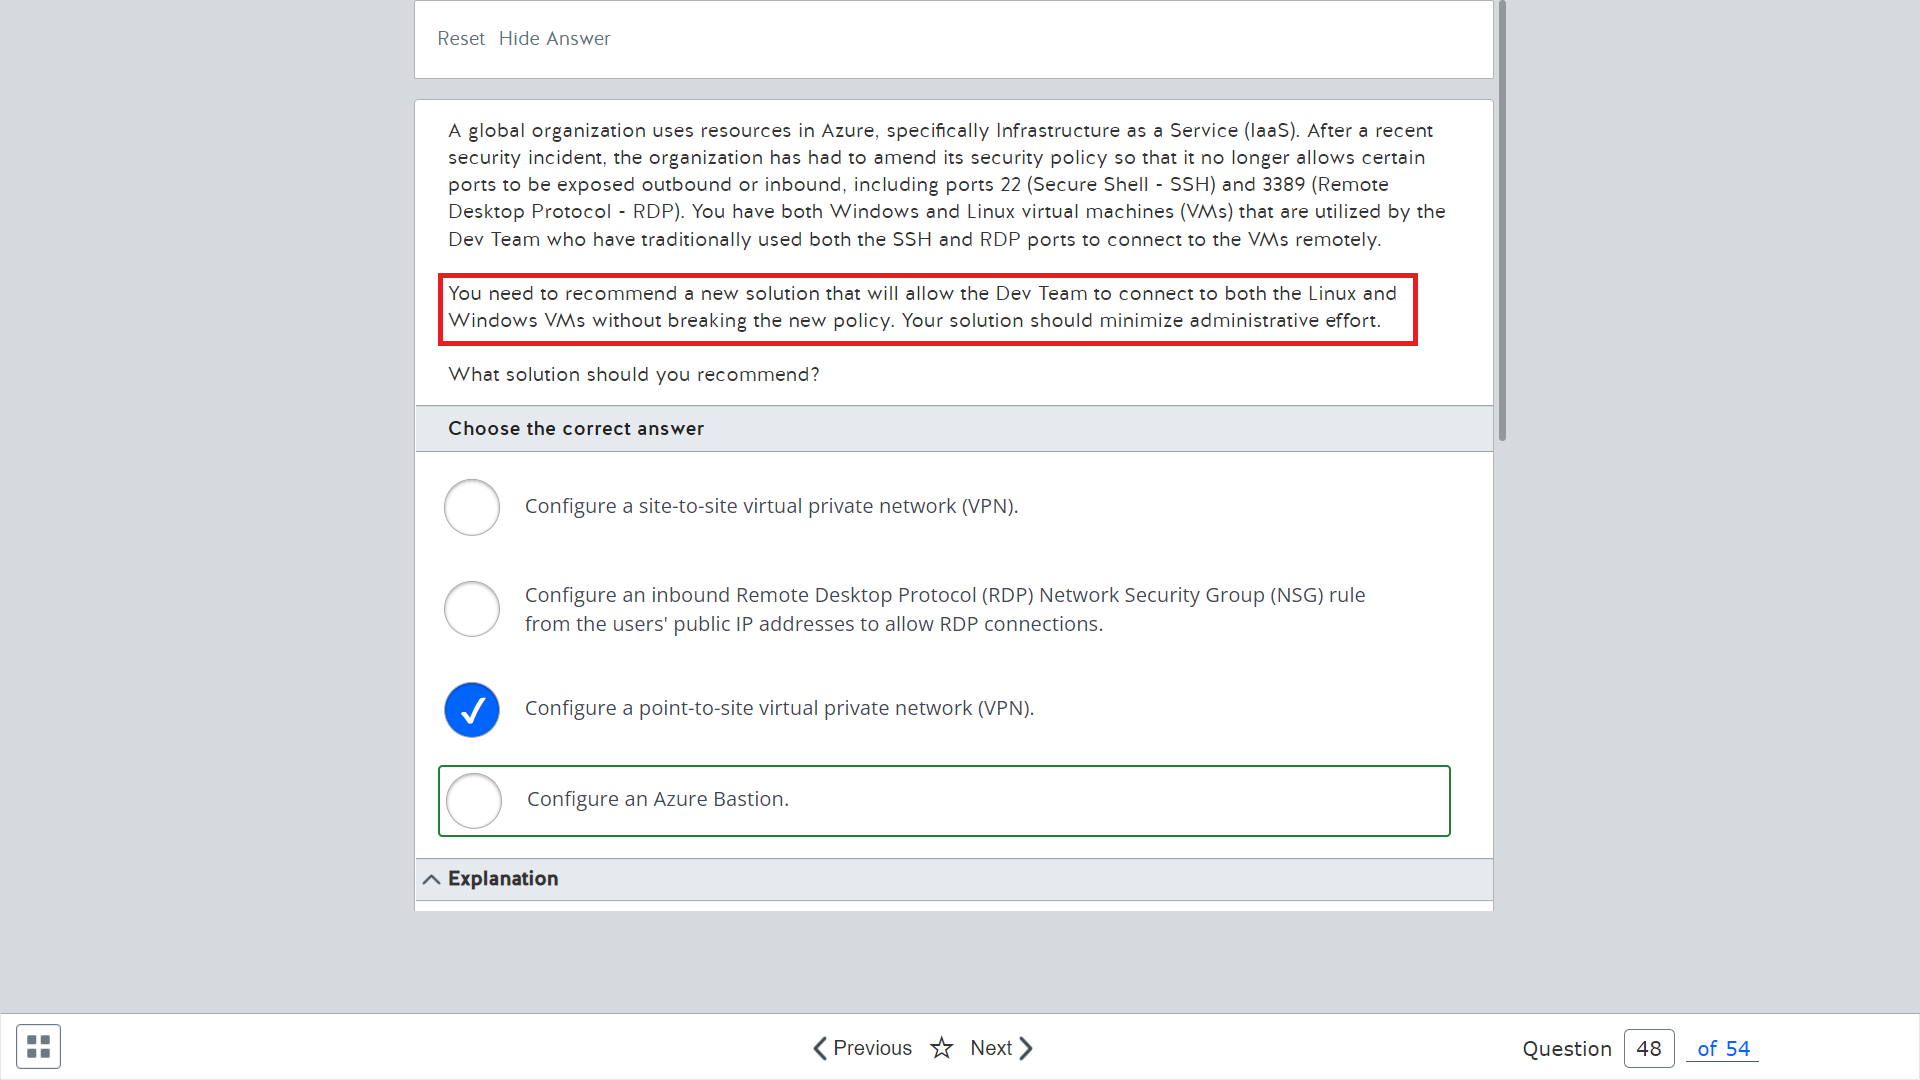 Reset Hide Answer
A global organization uses resources in Azure, specifically Infrastructure as a Service (IaaS). After a recent
security incident, the organization has had to amend its security policy so that it no longer allows certain
ports to be exposed outbound or inbound, including ports 22 (Secure Shell - SSH) and 3389 (Remote
Desktop Protocol - RDP). You have both Windows and Linux virtual machines (VMs) that are utilized by the
Dev Team who have traditionally used both the SSH and RDP ports to connect to the VMs remotely.
You need to recommend a new solution that will allow the Dev Team to connect to both the Linux and
Windows VMs without breaking the new policy. Your solution should minimize administrative effort.
What solution should you recommend?
Choose the correct answer
Configure a site-to-site virtual private network (VPN).
Configure an inbound Remote Desktop Protocol (RDP) Network Security Group (NSG) rule
from the users' public IP addresses to allow RDP connections.
Configure a point-to-site virtual private network (VPN).
Configure an Azure Bastion.
Explanation
Previous Next Question 48 of 54